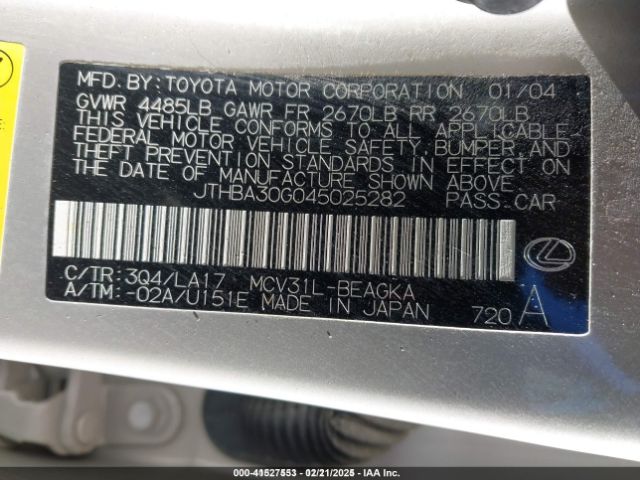 MFD. BY: TOYOTA MOTOR CORPORATION 01/04
GVWR 4485LB GAWR FR 2670LB RR 2670LB
THIS VEHICLE CONFORMS TO ALL APPLICABLE
FEDERAL MOTOR VEHICLE SAFETY, BUMPER, AND
THEFT PREVENTION STANDARDS IN EFFECT ON
THE DATE OF MANUFACTURE SHOWN ABOVE.
JTHBA30G045025282 PASS. CAR
C/TR: 3Q4/LA17 MCV31L-BEAGKA
A/TM: -02A/U151E MADE IN JAPAN 720 A
000-41527553 - 02/21/2025 - IAAI.COM